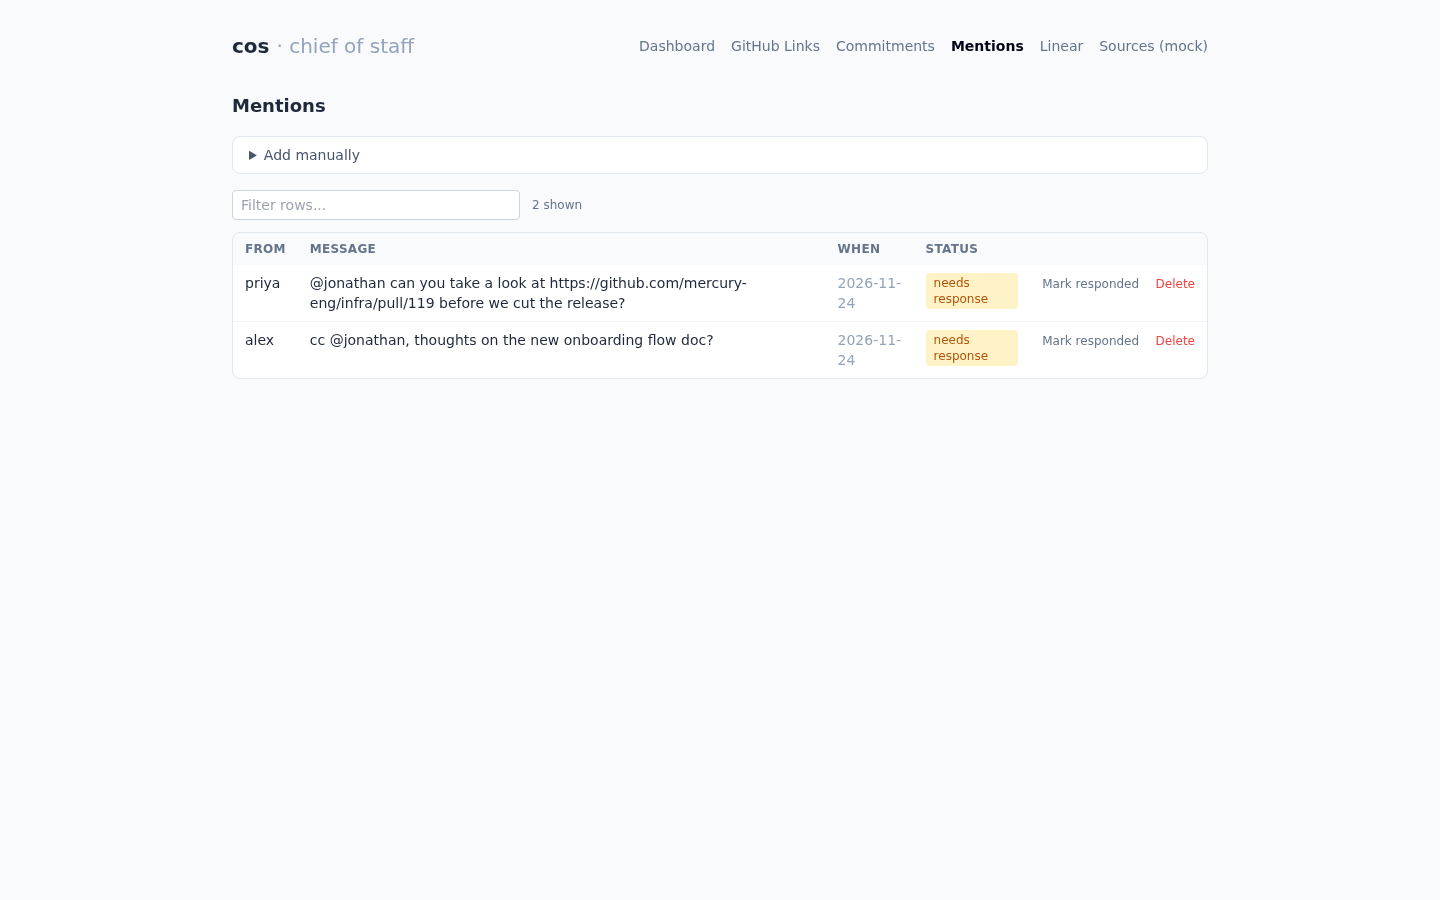 cos · chief of staff
Dashboard GitHub Links Commitments Mentions Linear Sources (mock)
Mentions
Add manually
Filter rows...
2 shown
FROM MESSAGE WHEN STATUS
priya @jonathan can you take a look at https://github.com/mercury- 2026-11- needs Mark responded Delete
eng/infra/pull/119 before we cut the release? 24 response
alex cc @jonathan, thoughts on the new onboarding flow doc? 2026-11- needs Mark responded Delete
24 response